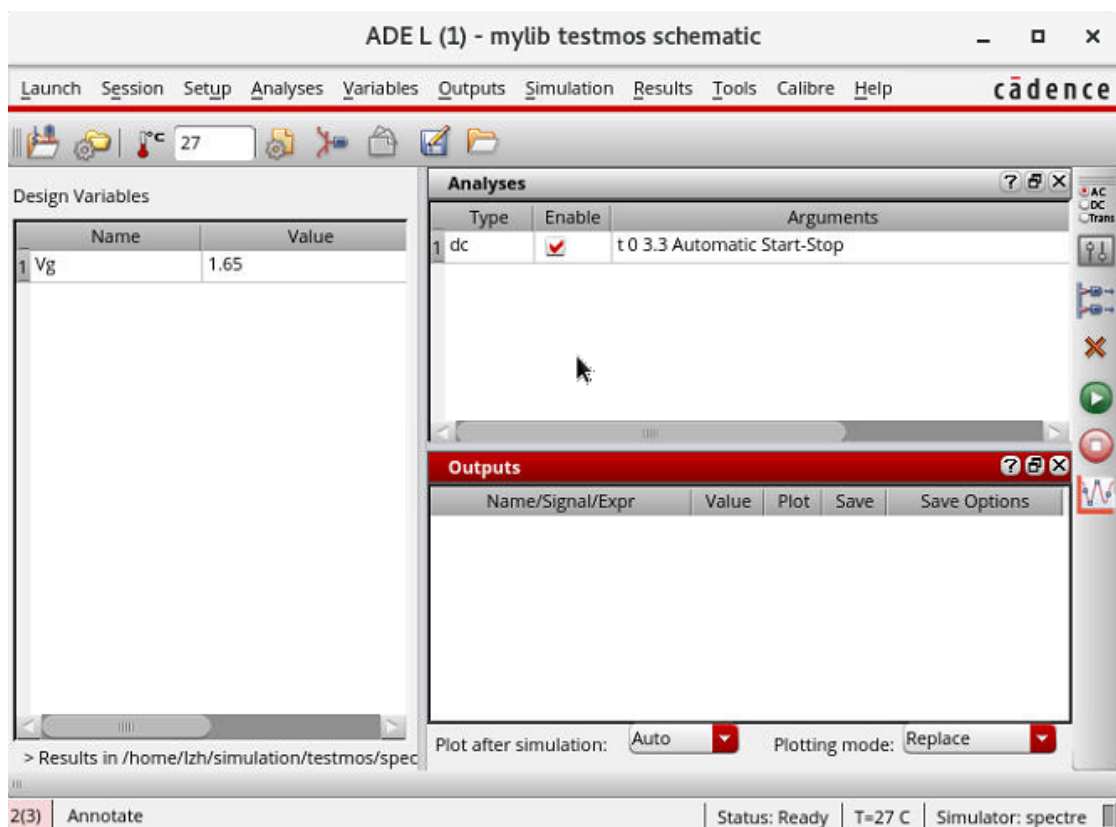 ADE L (1) - mylib testmos schematic
Launch Session Setup Analyses Variables Outputs Simulation Results Tools Calibre Help cādence
°C 27
Design Variables
Name Value
1 Vg 1.65
> Results in /home/lzh/simulation/testmos/spec
Analyses ?
Type Enable Arguments
1 dc t 0 3.3 Automatic Start-Stop
Outputs ?
Name/Signal/Expr Value Plot Save Save Options
Plot after simulation: Auto Plotting mode: Replace
AC
DC
Trans
2(3) Annotate Status: Ready T=27 C Simulator: spectre